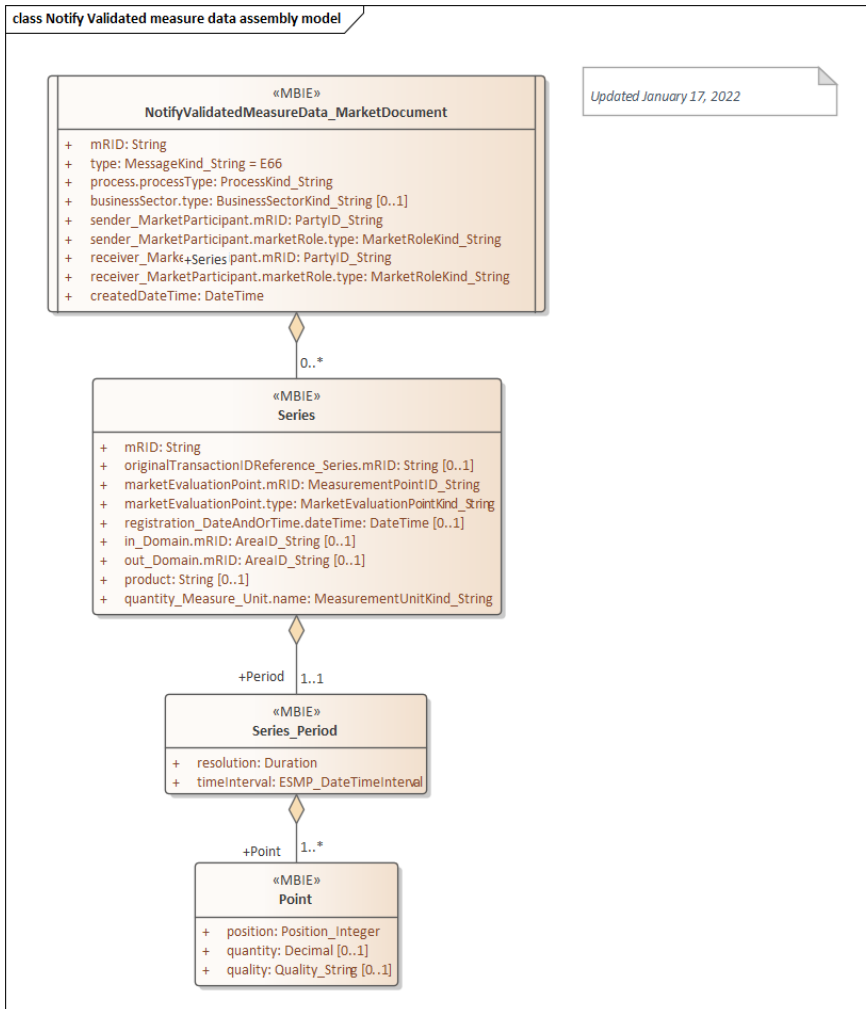 class Notify Validated measure data assembly model
Updated January 17, 2022
«MBIE»
NotifyValidatedMeasureData_MarketDocument
+ mRID: String
+ type: MessageKind_String = E66
+ process.processType: ProcessKind_String
+ businessSector.type: BusinessSectorKind_String [0..1]
+ sender_MarketParticipant.mRID: PartyID_String
+ sender_MarketParticipant.marketRole.type: MarketRoleKind_String
+ receiver_Marke +Series pant.mRID: PartyID_String
+ receiver_MarketParticipant.marketRole.type: MarketRoleKind_String
+ createdDateTime: DateTime
0..*
«MBIE»
Series
+ mRID: String
+ originalTransactionIDReference_Series.mRID: String [0..1]
+ marketEvaluationPoint.mRID: MeasurementPointID_String
+ marketEvaluationPoint.type: MarketEvaluationPointKind_String
+ registration_DateAndOrTime.dateTime: DateTime [0..1]
+ in_Domain.mRID: AreaID_String [0..1]
+ out_Domain.mRID: AreaID_String [0..1]
+ product: String [0..1]
+ quantity_Measure_Unit.name: MeasurementUnitKind_String
+Period 1..1
«MBIE»
Series_Period
+ resolution: Duration
+ timeInterval: ESMP_DateTimeInterval
+Point 1..*
«MBIE»
Point
+ position: Position_Integer
+ quantity: Decimal [0..1]
+ quality: Quality_String [0..1]